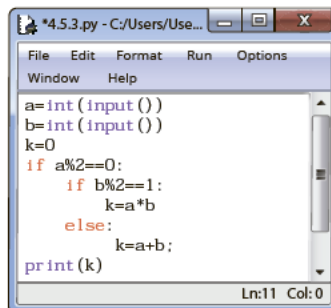 *4.5.3.py - C:/Users/Use...
File Edit Format Run Options
Window Help
a=int(input())
b=int(input())
k=0
if a%2==0:
    if b%2==1:
        k=a*b
    else:
        k=a+b;
print(k)
Ln:11 Col:0